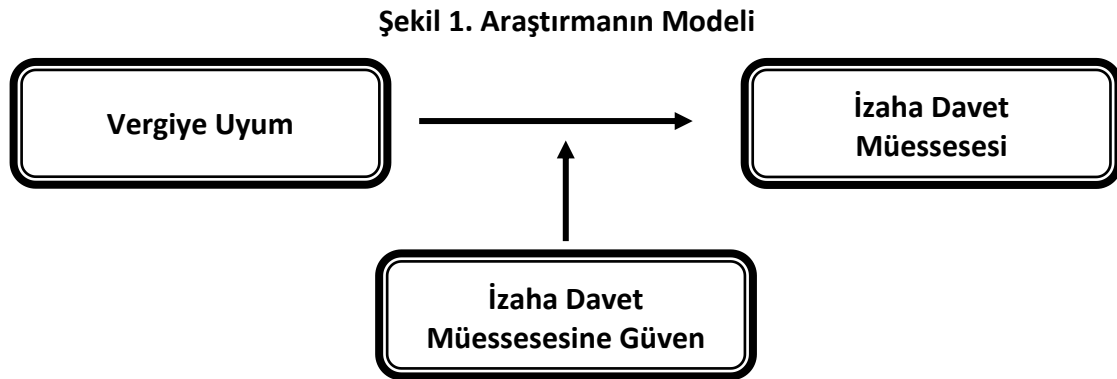 Şekil 1. Araştırmanın Modeli
Vergiye Uyum
İzaha Davet
Müessesesi
İzaha Davet
Müessesesine Güven